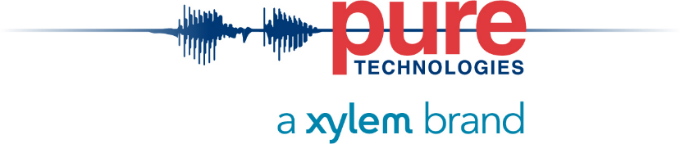 pure
TECHNOLOGIES
a xylem brand